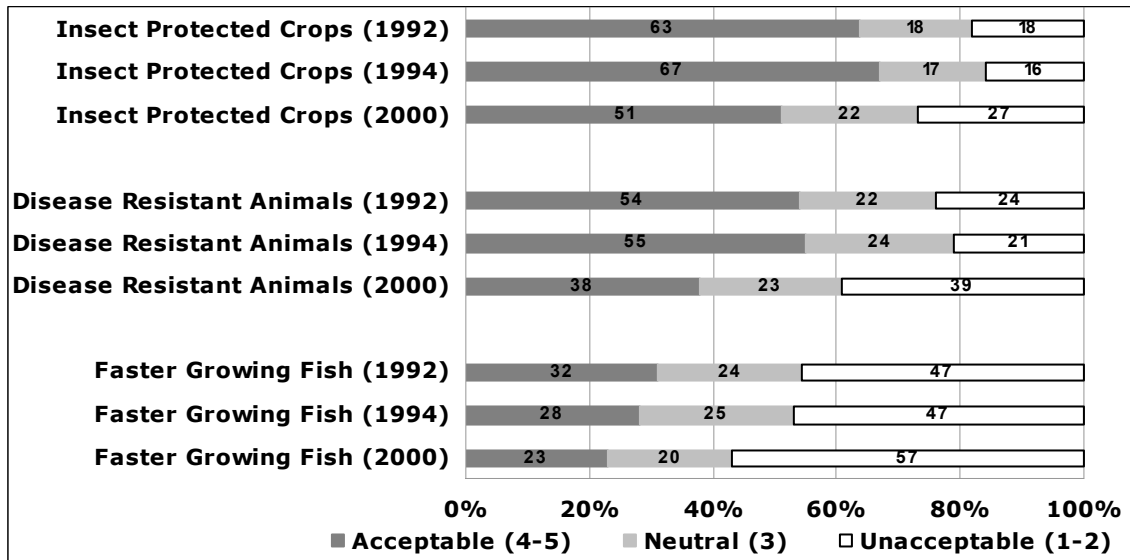 Insect Protected Crops (1992) 63 18 18
Insect Protected Crops (1994) 67 17 16
Insect Protected Crops (2000) 51 22 27
Disease Resistant Animals (1992) 54 22 24
Disease Resistant Animals (1994) 55 24 21
Disease Resistant Animals (2000) 38 23 39
Faster Growing Fish (1992) 32 24 47
Faster Growing Fish (1994) 28 25 47
Faster Growing Fish (2000) 23 20 57
0% 20% 40% 60% 80% 100%
Acceptable (4-5) Neutral (3) Unacceptable (1-2)